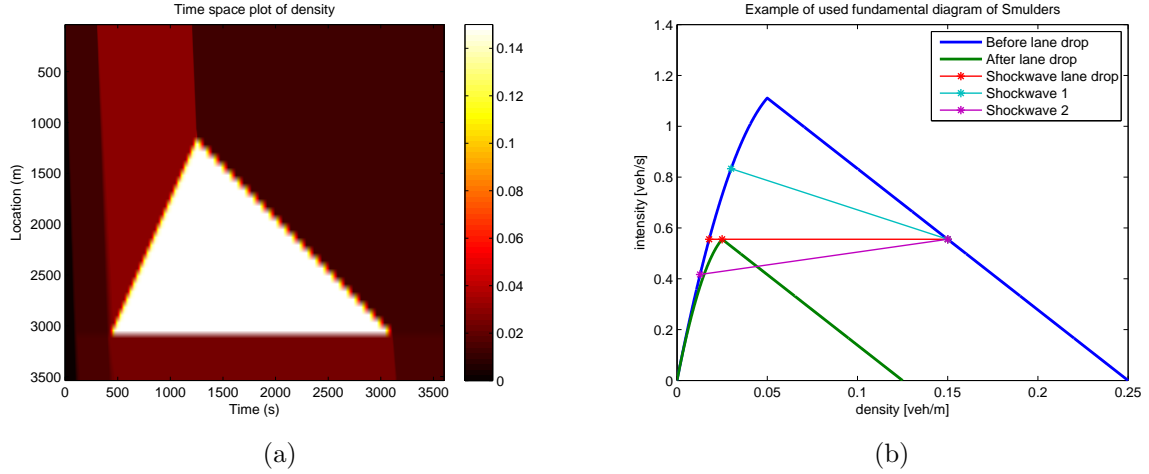 Time space plot of density
500
1000
1500
2000
2500
3000
3500
Location (m)
0 500 1000 1500 2000 2500 3000 3500
Time (s)
0.14
0.12
0.1
0.08
0.06
0.04
0.02
0
(a)
Example of used fundamental diagram of Smulders
1.4
1.2
1
0.8
0.6
0.4
0.2
0
intensity [veh/s]
Before lane drop
After lane drop
Shockwave lane drop
Shockwave 1
Shockwave 2
0 0.05 0.1 0.15 0.2 0.25
density [veh/m]
(b)